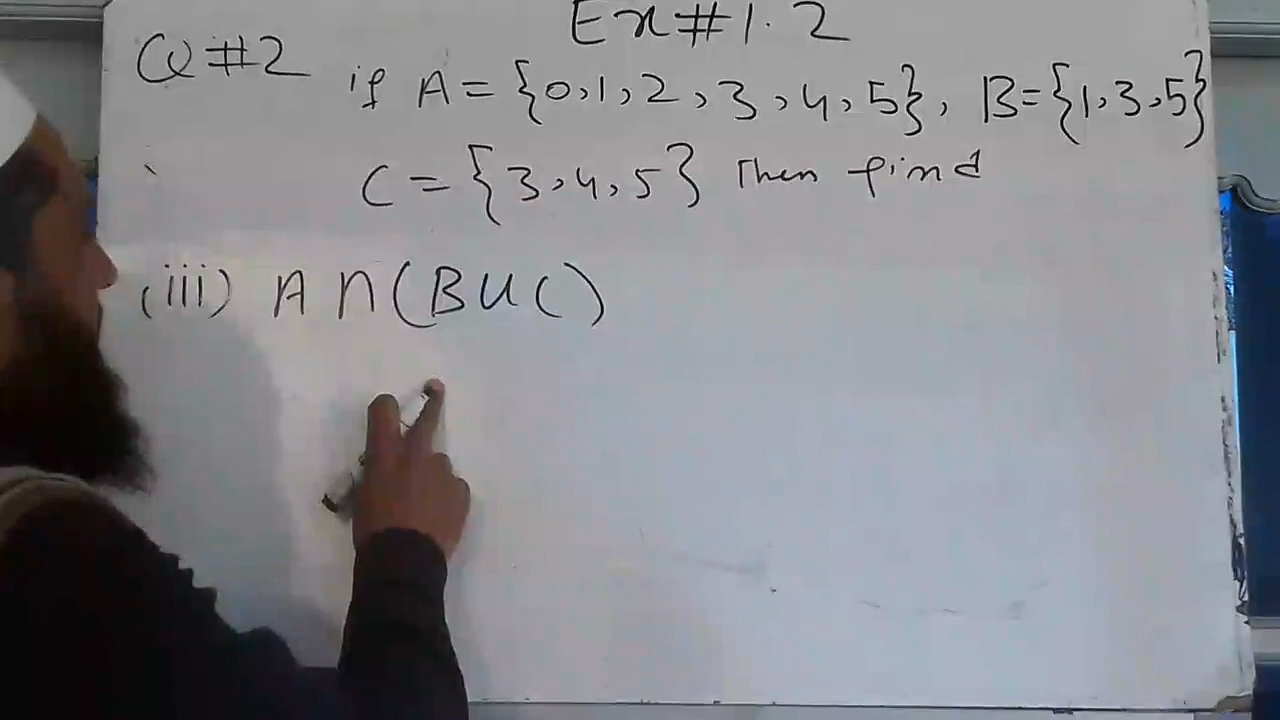 Ex#1.2
Q#2
if A={0,1,2,3,4,5}, B={1,3,5}
C={3,4,5} Then find
(iii) A∩(B∪C)